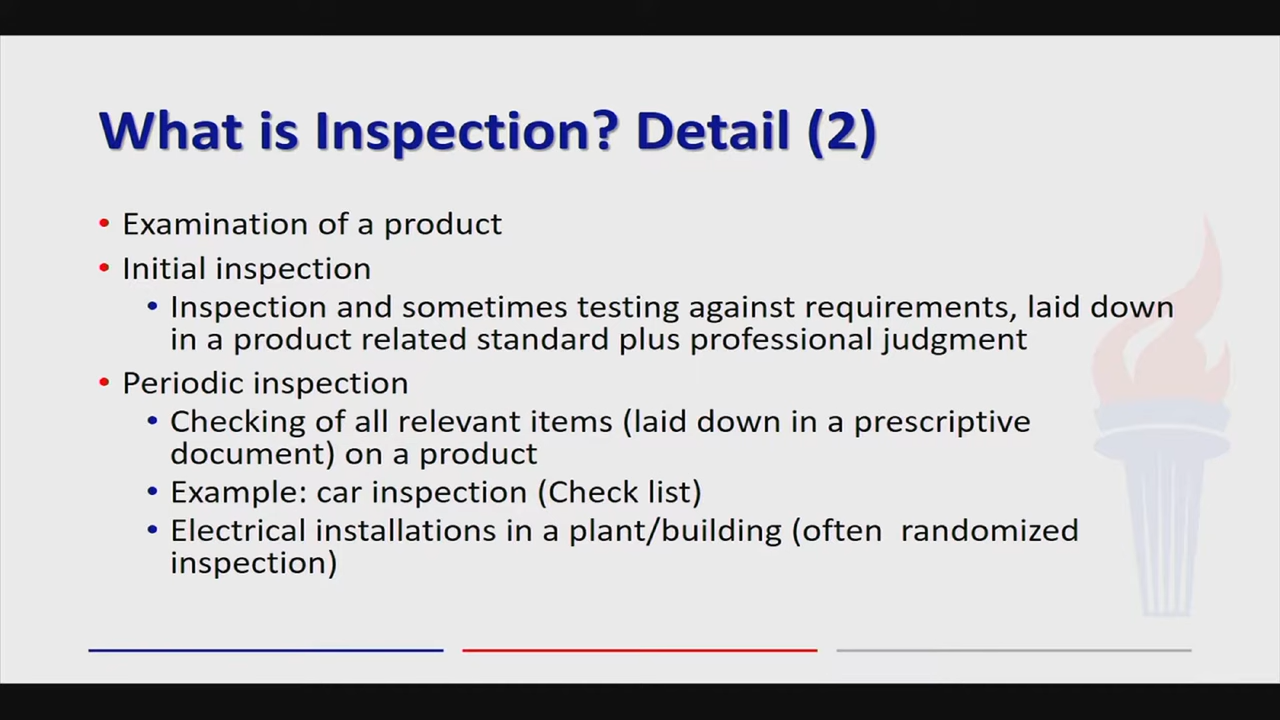 What is Inspection? Detail (2)
• Examination of a product
• Initial inspection
• Inspection and sometimes testing against requirements, laid down
in a product related standard plus professional judgment
• Periodic inspection
• Checking of all relevant items (laid down in a prescriptive
document) on a product
• Example: car inspection (Check list)
• Electrical installations in a plant/building (often  randomized
inspection)